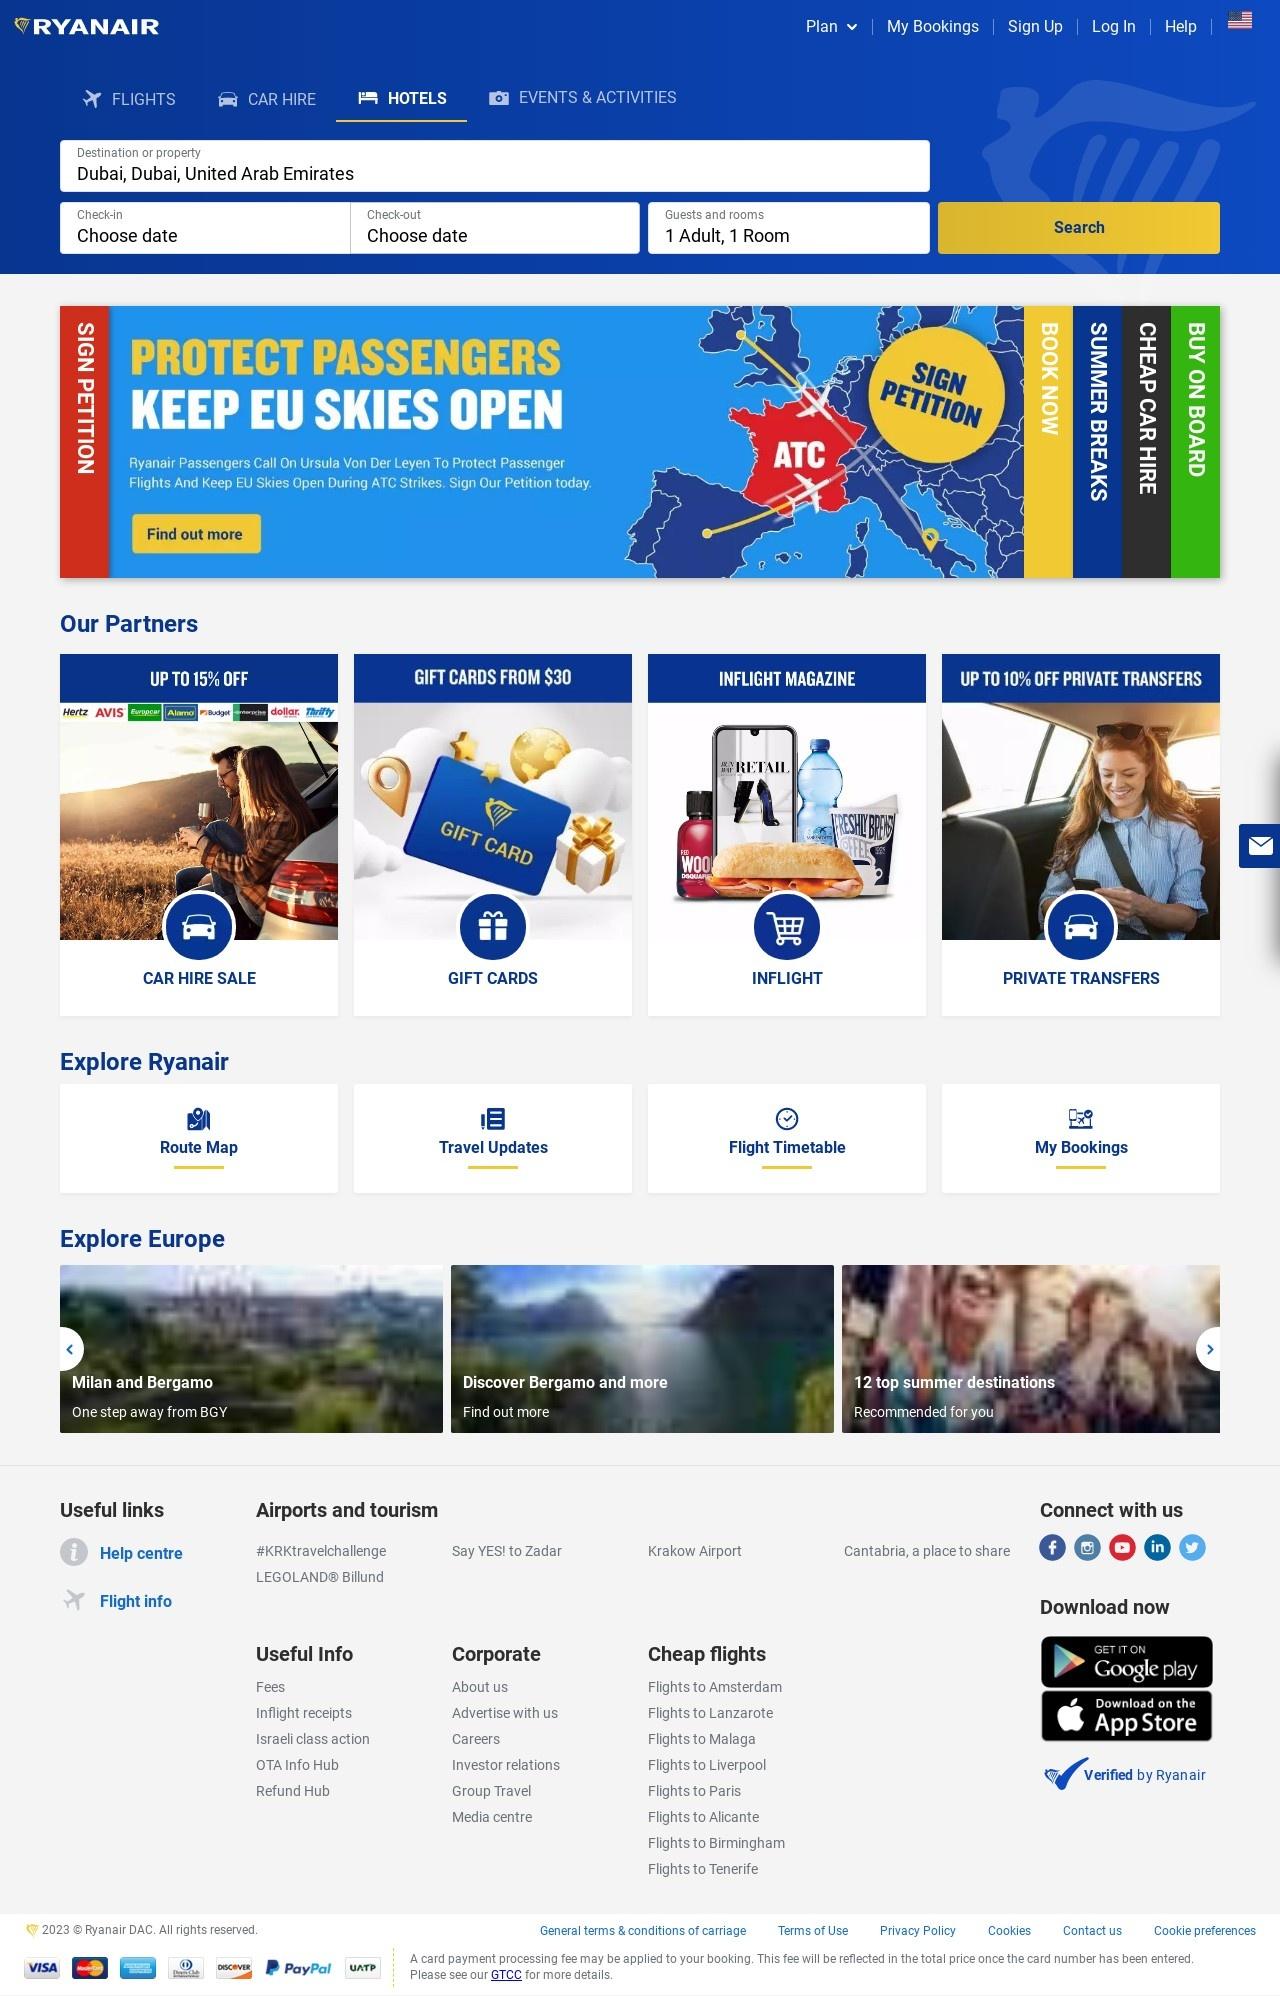 RYANAIR
Plan
My Bookings
Sign Up
Log In
Help
FLIGHTS
CAR HIRE
HOTELS
EVENTS & ACTIVITIES
Destination or property
Dubai, Dubai, United Arab Emirates
Check-in
Choose date
Check-out
Choose date
Guests and rooms
1 Adult, 1 Room
Search
SIGN PETITION
PROTECT PASSENGERS
KEEP EU SKIES OPEN
Ryanair Passengers Call On Ursula Von Der Leyen To Protect Passenger
Flights And Keep EU Skies Open During ATC Strikes. Sign Our Petition today.
Find out more
ATC
SIGN
PETITION
BOOK NOW
SUMMER BREAKS
CHEAP CAR HIRE
BUY ON BOARD
Our Partners
UP TO 15% OFF
Hertz AVIS Europcar Alamo Budget enterprise dollar. Thrifty
CAR HIRE SALE
GIFT CARDS FROM $30
GIFT CARD
GIFT CARDS
INFLIGHT MAGAZINE
RETAIL
FRESHLY BREWED
COFFEE
RED
WOOD
DSQUARED
INFLIGHT
UP TO 10% OFF PRIVATE TRANSFERS
PRIVATE TRANSFERS
Explore Ryanair
Route Map
Travel Updates
Flight Timetable
My Bookings
Explore Europe
Milan and Bergamo
One step away from BGY
Discover Bergamo and more
Find out more
12 top summer destinations
Recommended for you
Useful links
Help centre
Flight info
Airports and tourism
#KRKtravelchallenge
Say YES! to Zadar
Krakow Airport
Cantabria, a place to share
LEGOLAND® Billund
Useful Info
Fees
Inflight receipts
Israeli class action
OTA Info Hub
Refund Hub
Corporate
About us
Advertise with us
Careers
Investor relations
Group Travel
Media centre
Cheap flights
Flights to Amsterdam
Flights to Lanzarote
Flights to Malaga
Flights to Liverpool
Flights to Paris
Flights to Alicante
Flights to Birmingham
Flights to Tenerife
Connect with us
Download now
GET IT ON
Google play
Download on the
App Store
Verified by Ryanair
2023 © Ryanair DAC. All rights reserved.
General terms & conditions of carriage
Terms of Use
Privacy Policy
Cookies
Contact us
Cookie preferences
VISA MasterCard DISCOVER PayPal UATP
A card payment processing fee may be applied to your booking. This fee will be reflected in the total price once the card number has been entered.
Please see our GTCC for more details.